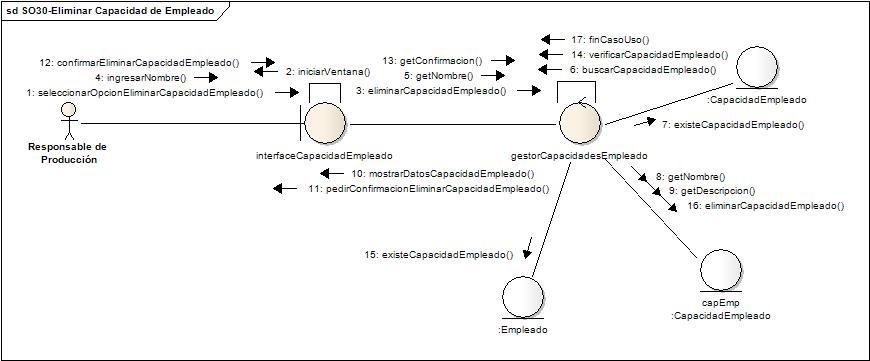 sd SO30-Eliminar Capacidad de Empleado
17: finCasoUso()
12: confirmarEliminarCapacidadEmpleado()
13: getConfirmacion()
14: verificarCapacidadEmpleado()
4: ingresarNombre()
2: iniciarVentana()
5: getNombre()
6: buscarCapacidadEmpleado()
1: seleccionarOpcionEliminarCapacidadEmpleado()
3: eliminarCapacidadEmpleado()
:CapacidadEmpleado
7: existeCapacidadEmpleado()
Responsable de
Producción
interfaceCapacidadEmpleado
gestorCapacidadesEmpleado
10: mostrarDatosCapacidadEmpleado()
11: pedirConfirmacionEliminarCapacidadEmpleado()
8: getNombre()
9: getDescripcion()
16: eliminarCapacidadEmpleado()
15: existeCapacidadEmpleado()
capEmp
:CapacidadEmpleado
:Empleado